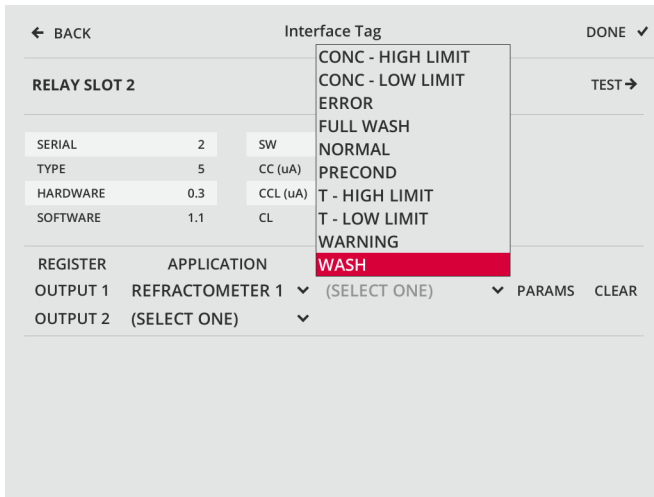 BACK
Interface Tag
DONE
RELAY SLOT 2
TEST
CONC - HIGH LIMIT
CONC - LOW LIMIT
ERROR
FULL WASH
NORMAL
PRECOND
T - HIGH LIMIT
T - LOW LIMIT
WARNING
WASH
SERIAL 2 SW
TYPE 5 CC (uA)
HARDWARE 0.3 CCL (uA)
SOFTWARE 1.1 CL
REGISTER APPLICATION
OUTPUT 1 REFRACTOMETER 1 (SELECT ONE) PARAMS CLEAR
OUTPUT 2 (SELECT ONE)